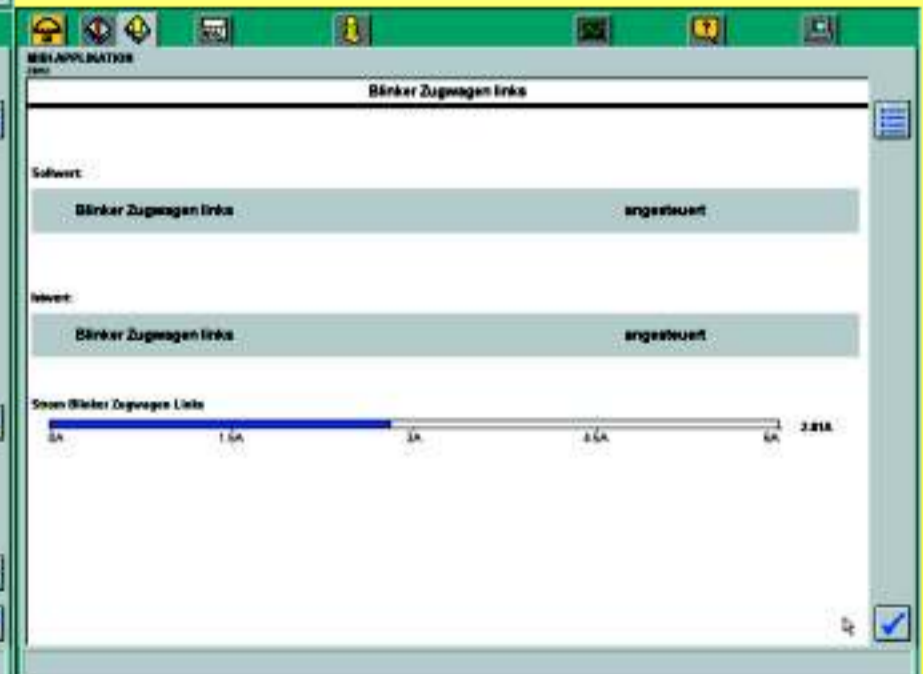 MIDI-APPLIKATION
Blinker Zugwagen links
Sollwert:
Blinker Zugwagen links angesteuert
Istwert:
Blinker Zugwagen links angesteuert
Strom Blinker Zugwagen Links
0A 1.5A 3A 4.5A 6A 2.81A